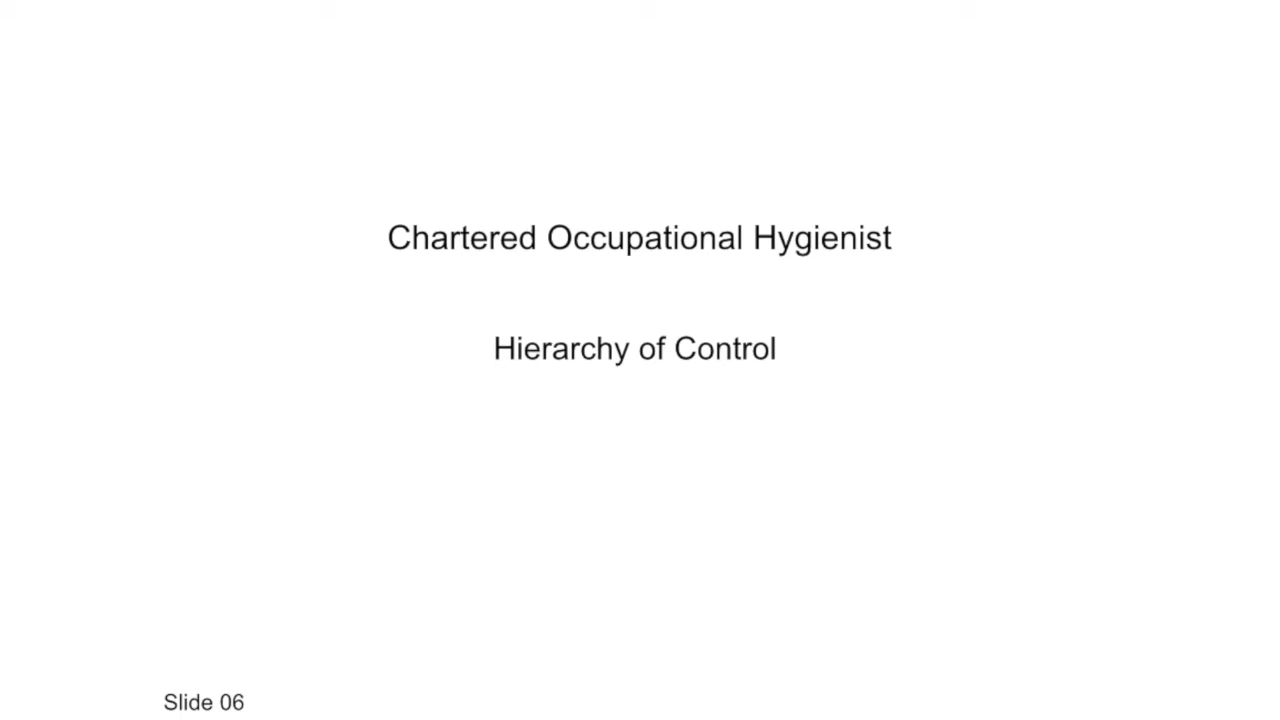 Chartered Occupational Hygienist
Hierarchy of Control
Slide 06